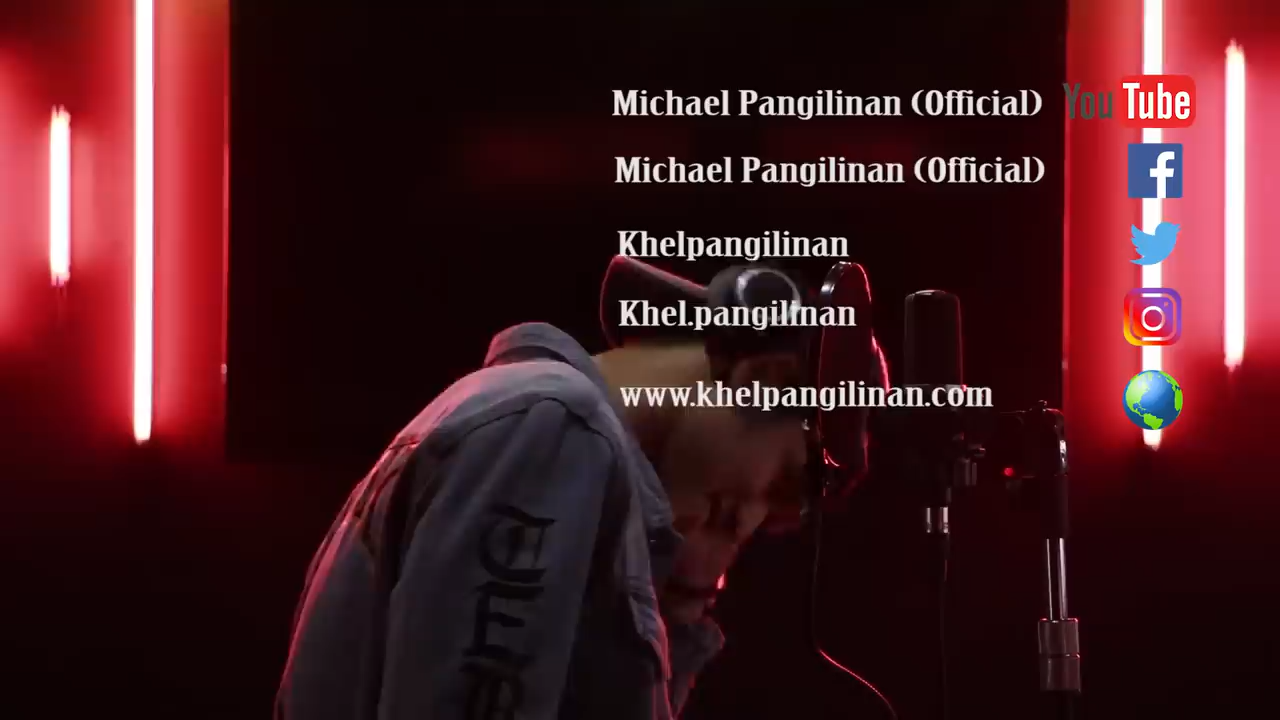 Michael Pangilinan (Official) YouTube
Michael Pangilinan (Official)
Khelpangilinan
Khel.pangilinan
www.khelpangilinan.com